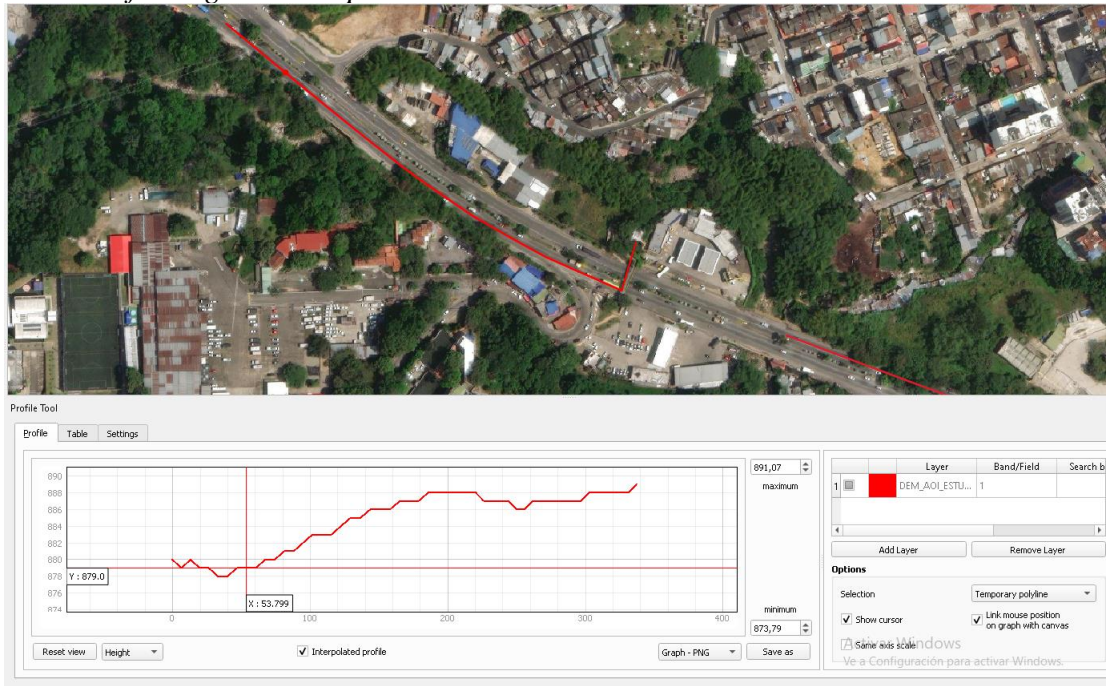 Profile Tool
Profile Table Settings
890
888
886
884
882
880
878
876
874
Y : 879.0
X : 53.799
0 100 200 300 400
891,07
maximum
minimum
873,79
Reset view Height Interpolated profile Graph - PNG Save as
Layer Band/Field Search b
1 DEM_AOI_ESTU... 1
Add Layer Remove Layer
Options
Selection Temporary polyline
Show cursor Link mouse position on graph with canvas
Same axis scale
Activar Windows
Ve a Configuración para activar Windows.